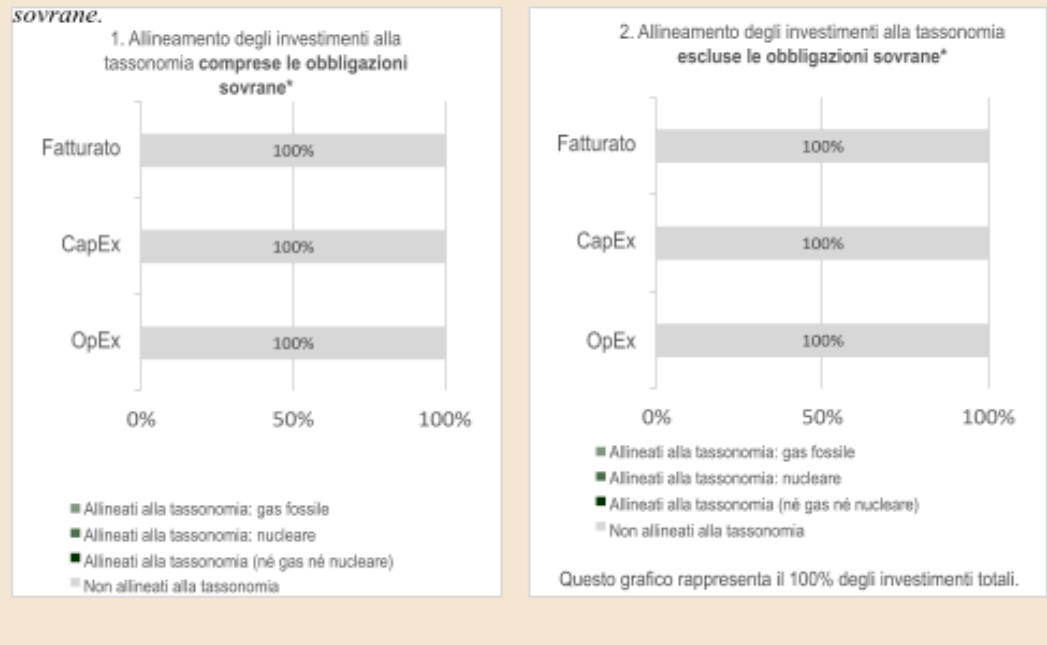 sovrane.
1. Allineamento degli investimenti alla
tassonomia comprese le obbligazioni
sovrane*
Fatturato
100%
CapEx
100%
OpEx
100%
0% 50% 100%
Allineati alla tassonomia: gas fossile
Allineati alla tassonomia: nucleare
Allineati alla tassonomia (né gas né nucleare)
Non allineati alla tassonomia
2. Allineamento degli investimenti alla tassonomia
escluse le obbligazioni sovrane*
Fatturato
100%
CapEx
100%
OpEx
100%
0% 50% 100%
Allineati alla tassonomia: gas fossile
Allineati alla tassonomia: nucleare
Allineati alla tassonomia (né gas né nucleare)
Non allineati alla tassonomia
Questo grafico rappresenta il 100% degli investimenti totali.